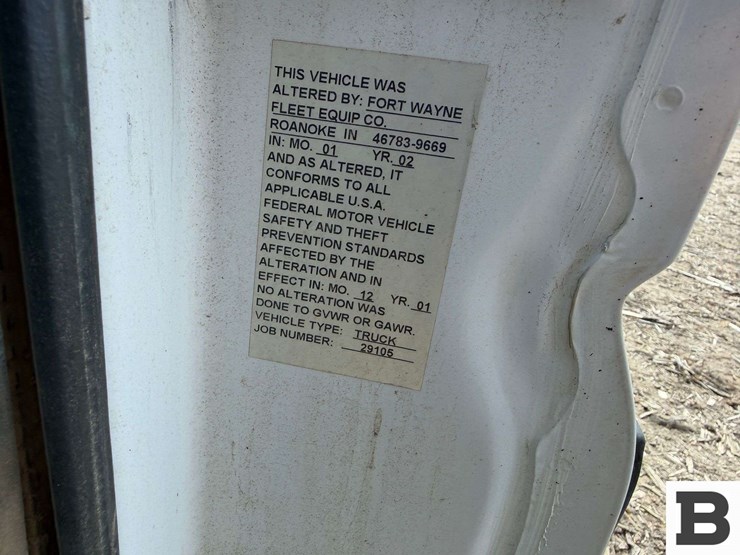 THIS VEHICLE WAS
ALTERED BY: FORT WAYNE
FLEET EQUIP CO.
ROANOKE IN 46783-9669
IN: MO. 01 YR. 02
AND AS ALTERED, IT
CONFORMS TO ALL
APPLICABLE U.S.A.
FEDERAL MOTOR VEHICLE
SAFETY AND THEFT
PREVENTION STANDARDS
AFFECTED BY THE
ALTERATION AND IN
EFFECT IN: MO. 12 YR. 01
NO ALTERATION WAS
DONE TO GVWR OR GAWR.
VEHICLE TYPE: TRUCK
JOB NUMBER: 29105
B